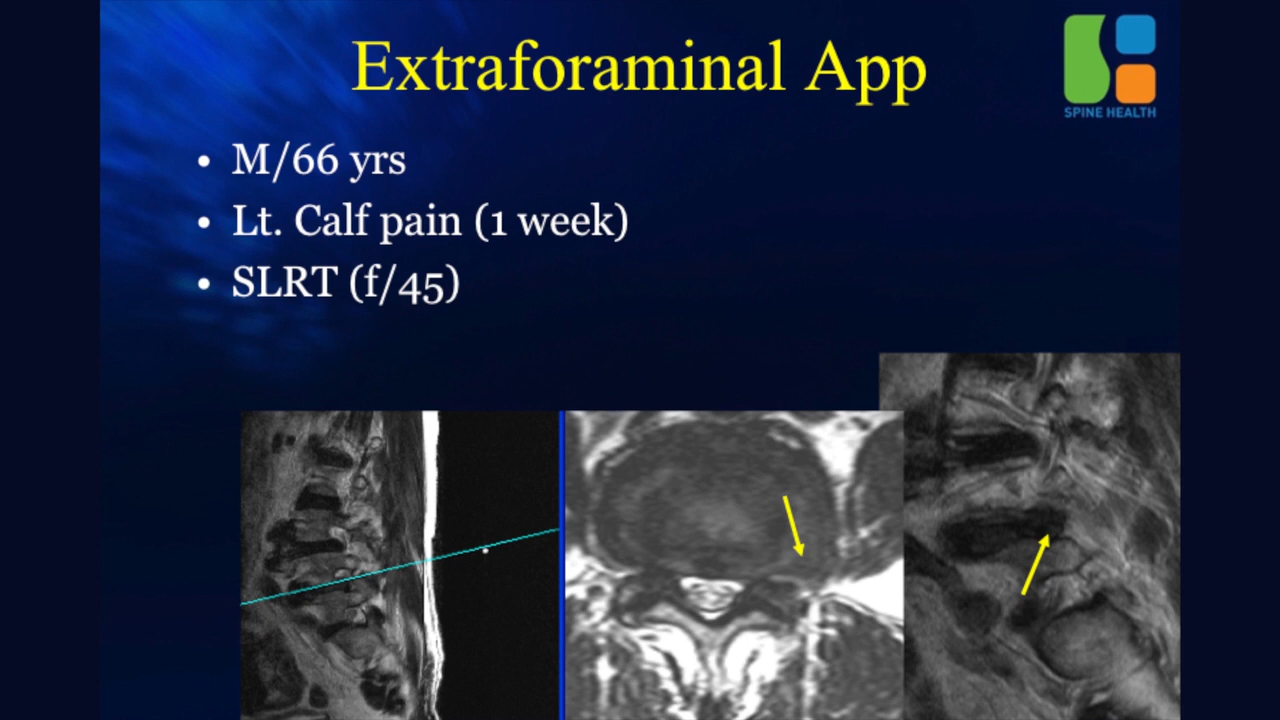 Extraforaminal App
SPINE HEALTH
• M/66 yrs
• Lt. Calf pain (1 week)
• SLRT (f/45)